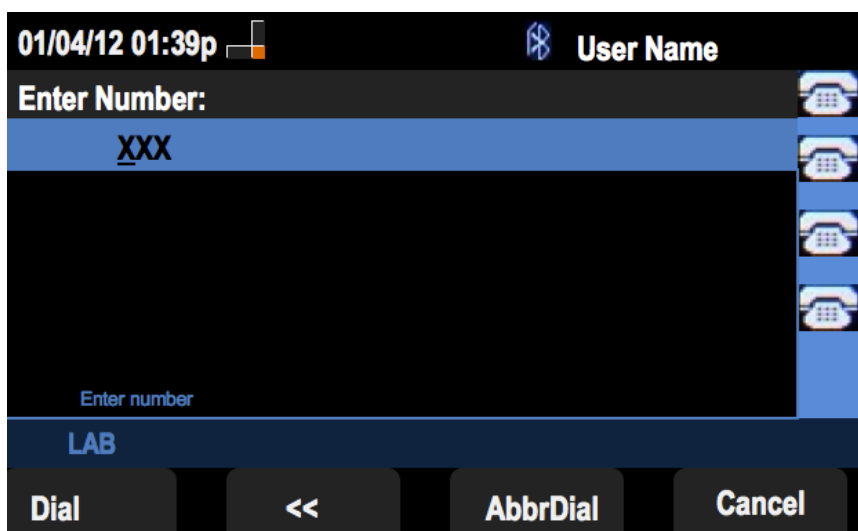 01/04/12 01:39p User Name
Enter Number:
XXX
Enter number
LAB
Dial << AbbrDial Cancel